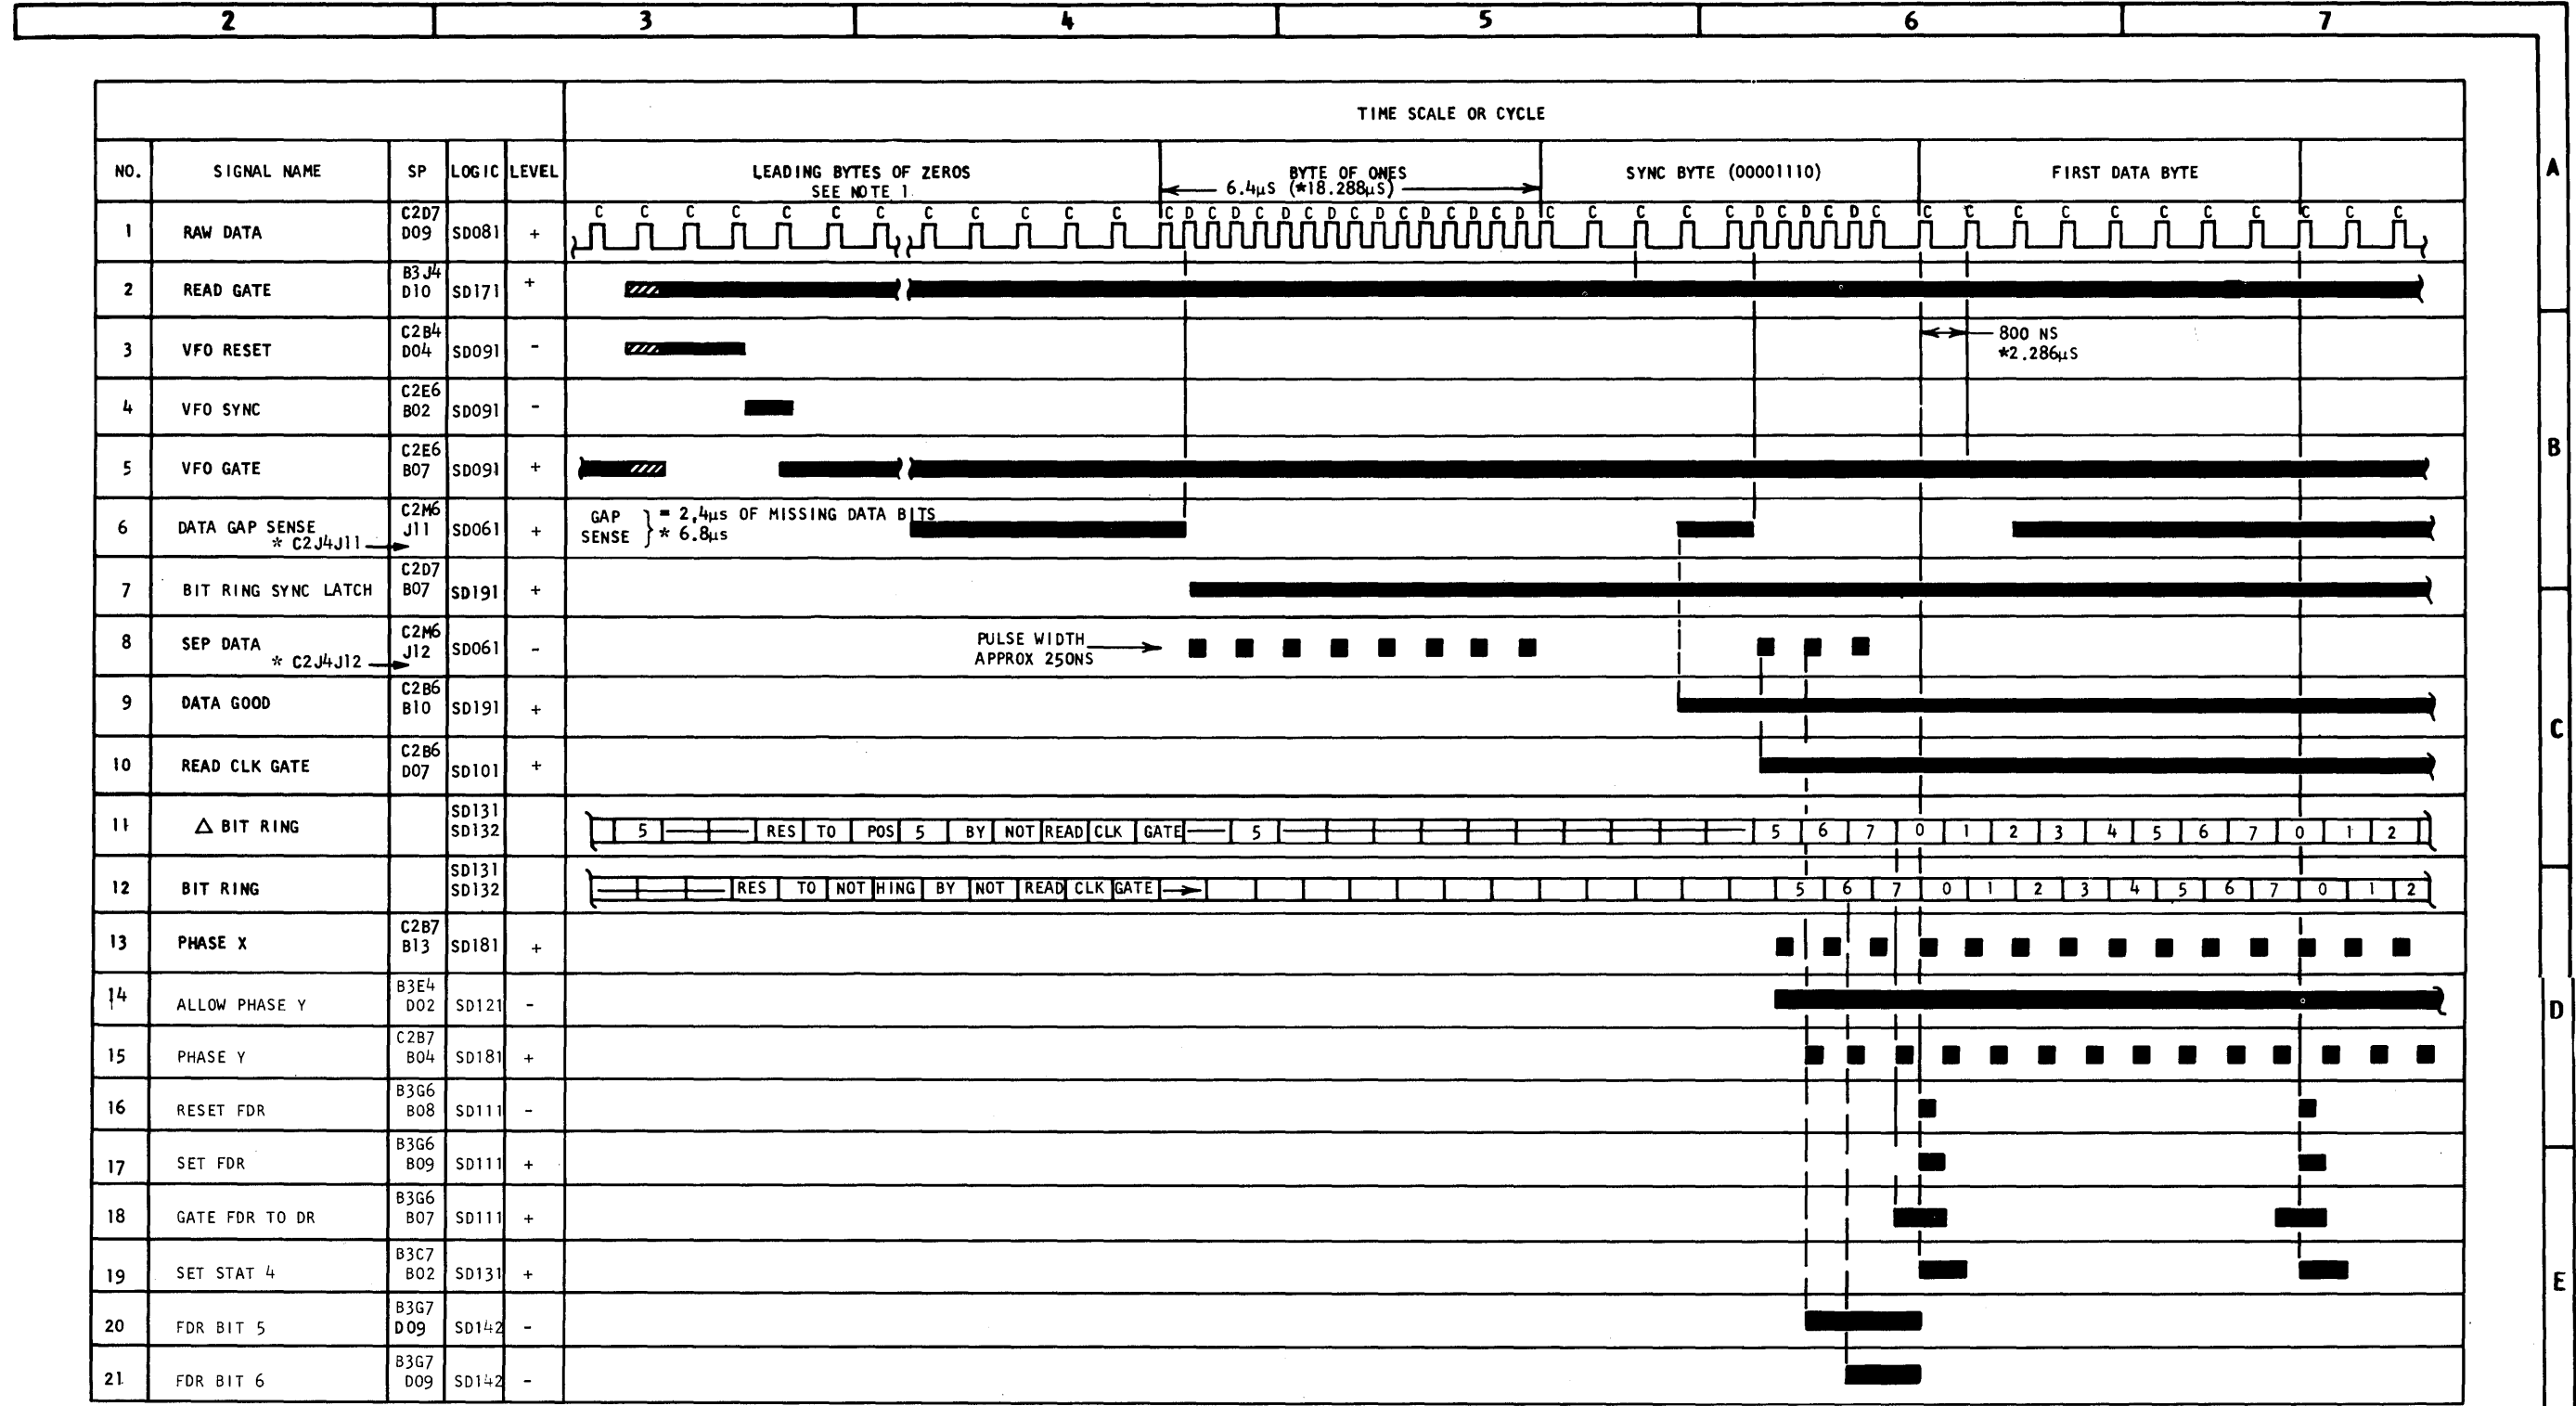 2 3 4 5 6 7
TIME SCALE OR CYCLE
NO. SIGNAL NAME SP LOGIC LEVEL LEADING BYTES OF ZEROS BYTE OF ONES SYNC BYTE (00001110) FIRST DATA BYTE
SEE NOTE 1 6.4µS (*18.288µS)
A
C C C C C C C C C C C C C D C D C D C D C D C D C D C D C C C C C D C D C D C C C C C C C C C C C C
1 RAW DATA C2D7 D09 SD081 +
2 READ GATE B3J4 D10 SD171 +
3 VFO RESET C2B4 D04 SD091 -
800 NS
*2.286µS
4 VFO SYNC C2E6 B02 SD091 -
B
5 VFO GATE C2E6 B07 SD091 +
6 DATA GAP SENSE C2M6 J11 SD061 +
* C2J4J11
GAP SENSE } = 2.4µs OF MISSING DATA BITS
* 6.8µs
7 BIT RING SYNC LATCH C2D7 B07 SD191 +
8 SEP DATA C2M6 J12 SD061 -
* C2J4J12
PULSE WIDTH
APPROX 250NS
9 DATA GOOD C2B6 B10 SD191 +
C
10 READ CLK GATE C2B6 D07 SD101 +
11 △ BIT RING SD131 SD132
5 RES TO POS 5 BY NOT READ CLK GATE 5 5 6 7 0 1 2 3 4 5 6 7 0 1 2
12 BIT RING SD131 SD132
RES TO NOT HING BY NOT READ CLK GATE 5 6 7 0 1 2 3 4 5 6 7 0 1 2
13 PHASE X C2B7 B13 SD181 +
14 ALLOW PHASE Y B3E4 D02 SD121 -
D
15 PHASE Y C2B7 B04 SD181 +
16 RESET FDR B3G6 B08 SD111 -
17 SET FDR B3G6 B09 SD111 +
18 GATE FDR TO DR B3G6 B07 SD111 +
19 SET STAT 4 B3C7 B02 SD131 +
E
20 FDR BIT 5 B3G7 D09 SD142 -
21 FDR BIT 6 B3G7 D09 SD142 -